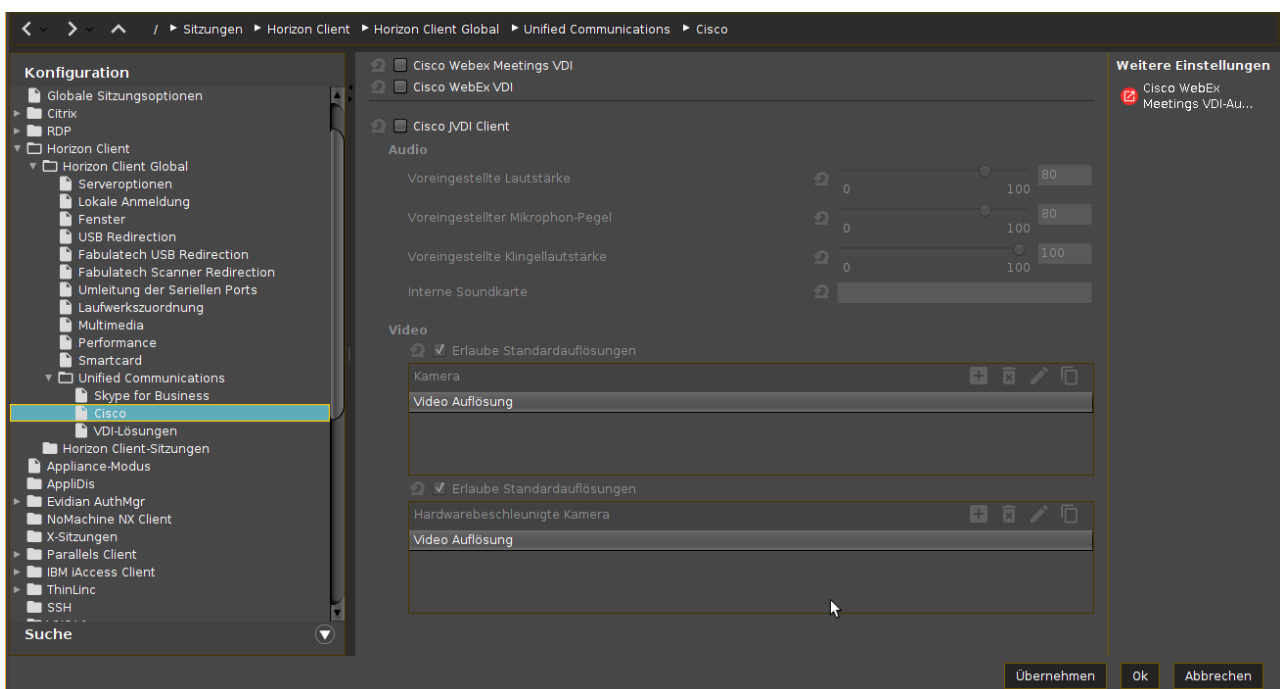 / Sitzungen Horizon Client Horizon Client Global Unified Communications Cisco
Konfiguration
Globale Sitzungsoptionen
Citrix
RDP
Horizon Client
Horizon Client Global
Serveroptionen
Lokale Anmeldung
Fenster
USB Redirection
Fabulatech USB Redirection
Fabulatech Scanner Redirection
Umleitung der Seriellen Ports
Laufwerkszuordnung
Multimedia
Performance
Smartcard
Unified Communications
Skype for Business
Cisco
VDI-Lösungen
Horizon Client-Sitzungen
Appliance-Modus
AppliDis
Evidian AuthMgr
NoMachine NX Client
X-Sitzungen
Parallels Client
IBM iAccess Client
ThinLinc
SSH
Suche
Cisco Webex Meetings VDI
Cisco WebEx VDI
Cisco JVDI Client
Audio
Voreingestellte Lautstärke
0 100 80
Voreingestellter Mikrophon-Pegel
0 100 80
Voreingestellte Klingellautstärke
0 100 100
Interne Soundkarte
Video
Erlaube Standardauflösungen
Kamera
Video Auflösung
Erlaube Standardauflösungen
Hardwarebeschleunigte Kamera
Video Auflösung
Weitere Einstellungen
Cisco WebEx
Meetings VDI-Au...
Übernehmen Ok Abbrechen